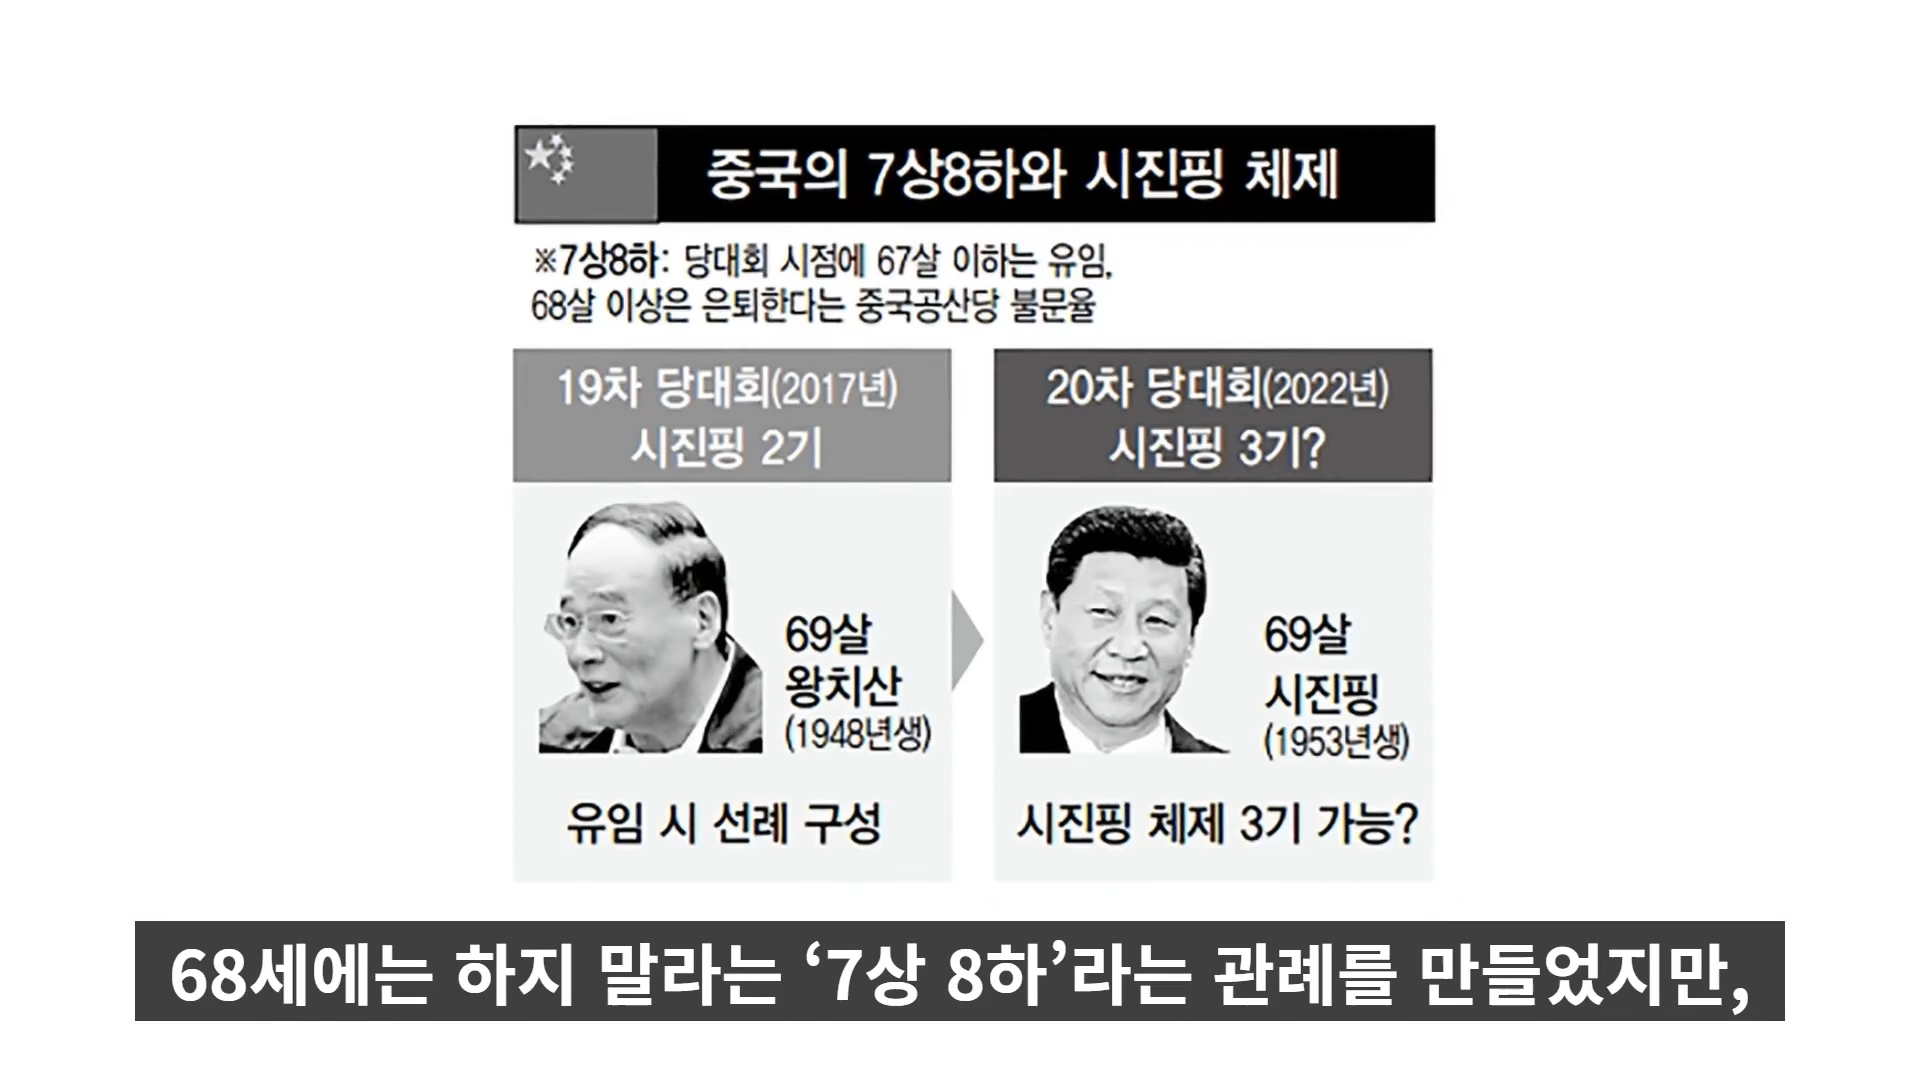 중국의 7상8하와 시진핑 체제
※7상8하: 당대회 시점에 67살 이하는 유임,
68살 이상은 은퇴한다는 중국공산당 불문율
19차 당대회(2017년)
시진핑 2기
69살
왕치산
(1948년생)
유임 시 선례 구성
20차 당대회(2022년)
시진핑 3기?
69살
시진핑
(1953년생)
시진핑 체제 3기 가능?
68세에는 하지 말라는 ‘7상 8하’라는 관례를 만들었지만,